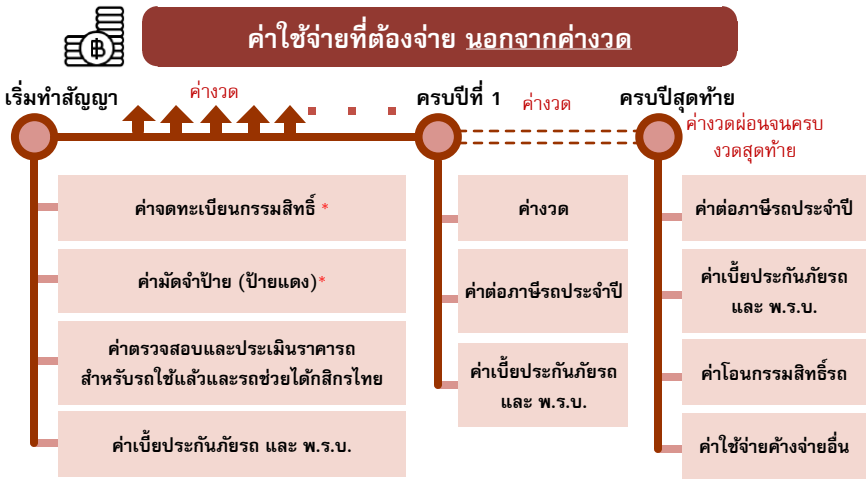 ค่าใช้จ่ายที่ต้องจ่าย นอกจากค่างวด
เริ่มทำสัญญา
ค่างวด
ครบปีที่ 1
ค่างวด
ครบปีสุดท้าย
ค่างวดผ่อนจนครบ
งวดสุดท้าย
ค่าจดทะเบียนกรรมสิทธิ์ *
ค่ามัดจำป้าย (ป้ายแดง)*
ค่าตรวจสอบและประเมินราคารถ
สำหรับรถใช้แล้วและรถช่วยได้กสิกรไทย
ค่าเบี้ยประกันภัยรถ และ พ.ร.บ.
ค่างวด
ค่าต่อภาษีรถประจำปี
ค่าเบี้ยประกันภัยรถ
และ พ.ร.บ.
ค่าต่อภาษีรถประจำปี
ค่าเบี้ยประกันภัยรถ
และ พ.ร.บ.
ค่าโอนกรรมสิทธิ์รถ
ค่าใช้จ่ายค้างจ่ายอื่น